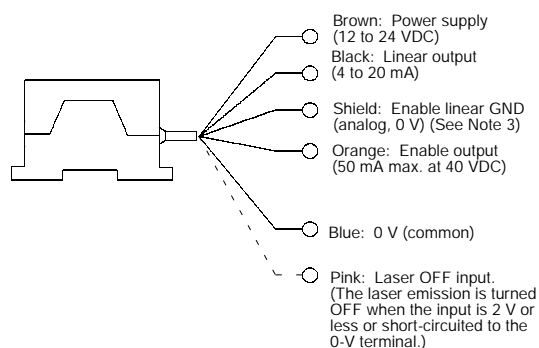 Brown: Power supply
(12 to 24 VDC)
Black: Linear output
(4 to 20 mA)
Shield: Enable linear GND
(analog, 0 V) (See Note 3)
Orange: Enable output
(50 mA max. at 40 VDC)
Blue: 0 V (common)
Pink: Laser OFF input.
(The laser emission is turned
OFF when the input is 2 V or
less or short-circuited to the
0-V terminal.)